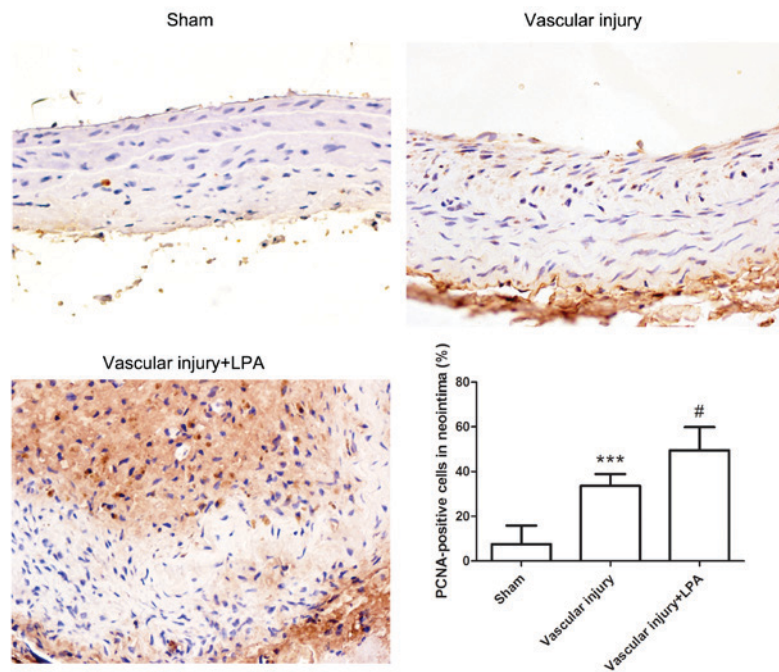 Sham
Vascular injury
Vascular injury+LPA
PCNA-positive cells in neointima (%)
80
60
40
20
0
***
#
Sham
Vascular injury
Vascular injury+LPA